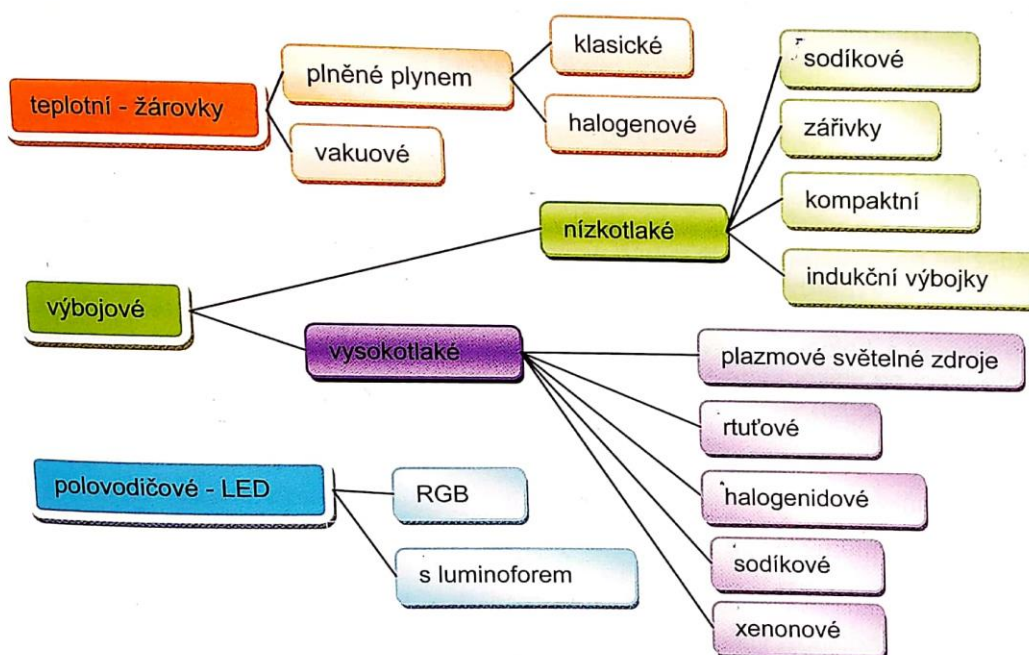 teplotní - žárovky
plněné plynem
klasické
halogenové
vakuové
výbojové
nízkotlaké
sodíkové
zářivky
kompaktní
indukční výbojky
vysokotlaké
plazmové světelné zdroje
rtuťové
halogenidové
sodíkové
xenonové
polovodičové - LED
RGB
s luminoforem